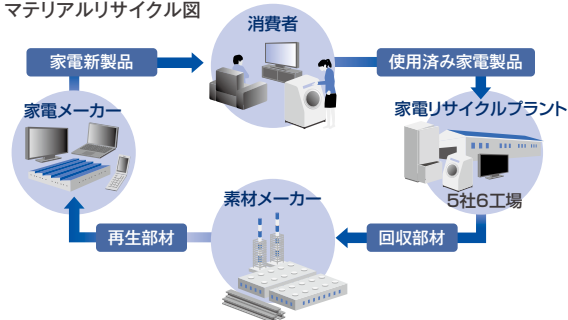 マテリアルリサイクル図
消費者
家電新製品
使用済み家電製品
家電メーカー
家電リサイクルプラント
5社6工場
素材メーカー
再生部材
回収部材